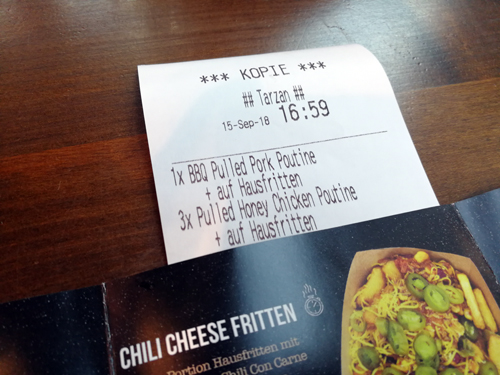 *** KOPIE ***
## Tarzan ##
15-Sep-18 16:59
1x BBQ Pulled Pork Poutine
+ auf Hausfritten
3x Pulled Honey Chicken Poutine
+ auf Hausfritten
CHILI CHEESE FRITTEN
Portion Hausfritten mit
Chili Con Carne